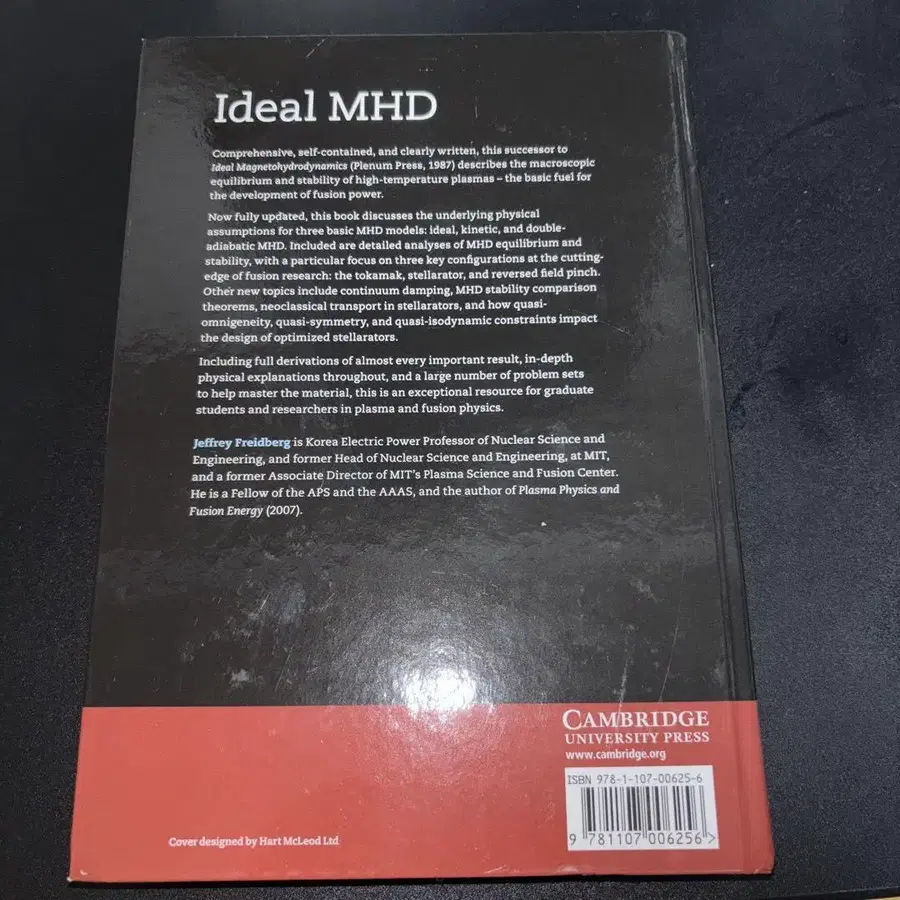 Ideal MHD
Comprehensive, self-contained, and clearly written, this successor to
Ideal Magnetohydrodynamics (Plenum Press, 1987) describes the macroscopic
equilibrium and stability of high-temperature plasmas – the basic fuel for
the development of fusion power.
Now fully updated, this book discusses the underlying physical
assumptions for three basic MHD models: ideal, kinetic, and double-
adiabatic MHD. Included are detailed analyses of MHD equilibrium and
stability, with a particular focus on three key configurations at the cutting-
edge of fusion research: the tokamak, stellarator, and reversed field pinch.
Other new topics include continuum damping, MHD stability comparison
theorems, neoclassical transport in stellarators, and how quasi-
omnigeneity, quasi-symmetry, and quasi-isodynamic constraints impact
the design of optimized stellarators.
Including full derivations of almost every important result, in-depth
physical explanations throughout, and a large number of problem sets
to help master the material, this is an exceptional resource for graduate
students and researchers in plasma and fusion physics.
Jeffrey Freidberg is Korea Electric Power Professor of Nuclear Science and
Engineering, and former Head of Nuclear Science and Engineering, at MIT,
and a former Associate Director of MIT's Plasma Science and Fusion Center.
He is a Fellow of the APS and the AAAS, and the author of Plasma Physics and
Fusion Energy (2007).
CAMBRIDGE
UNIVERSITY PRESS
www.cambridge.org
ISBN 978-1-107-00625-6
9 781107 006256 >
Cover designed by Hart McLeod Ltd